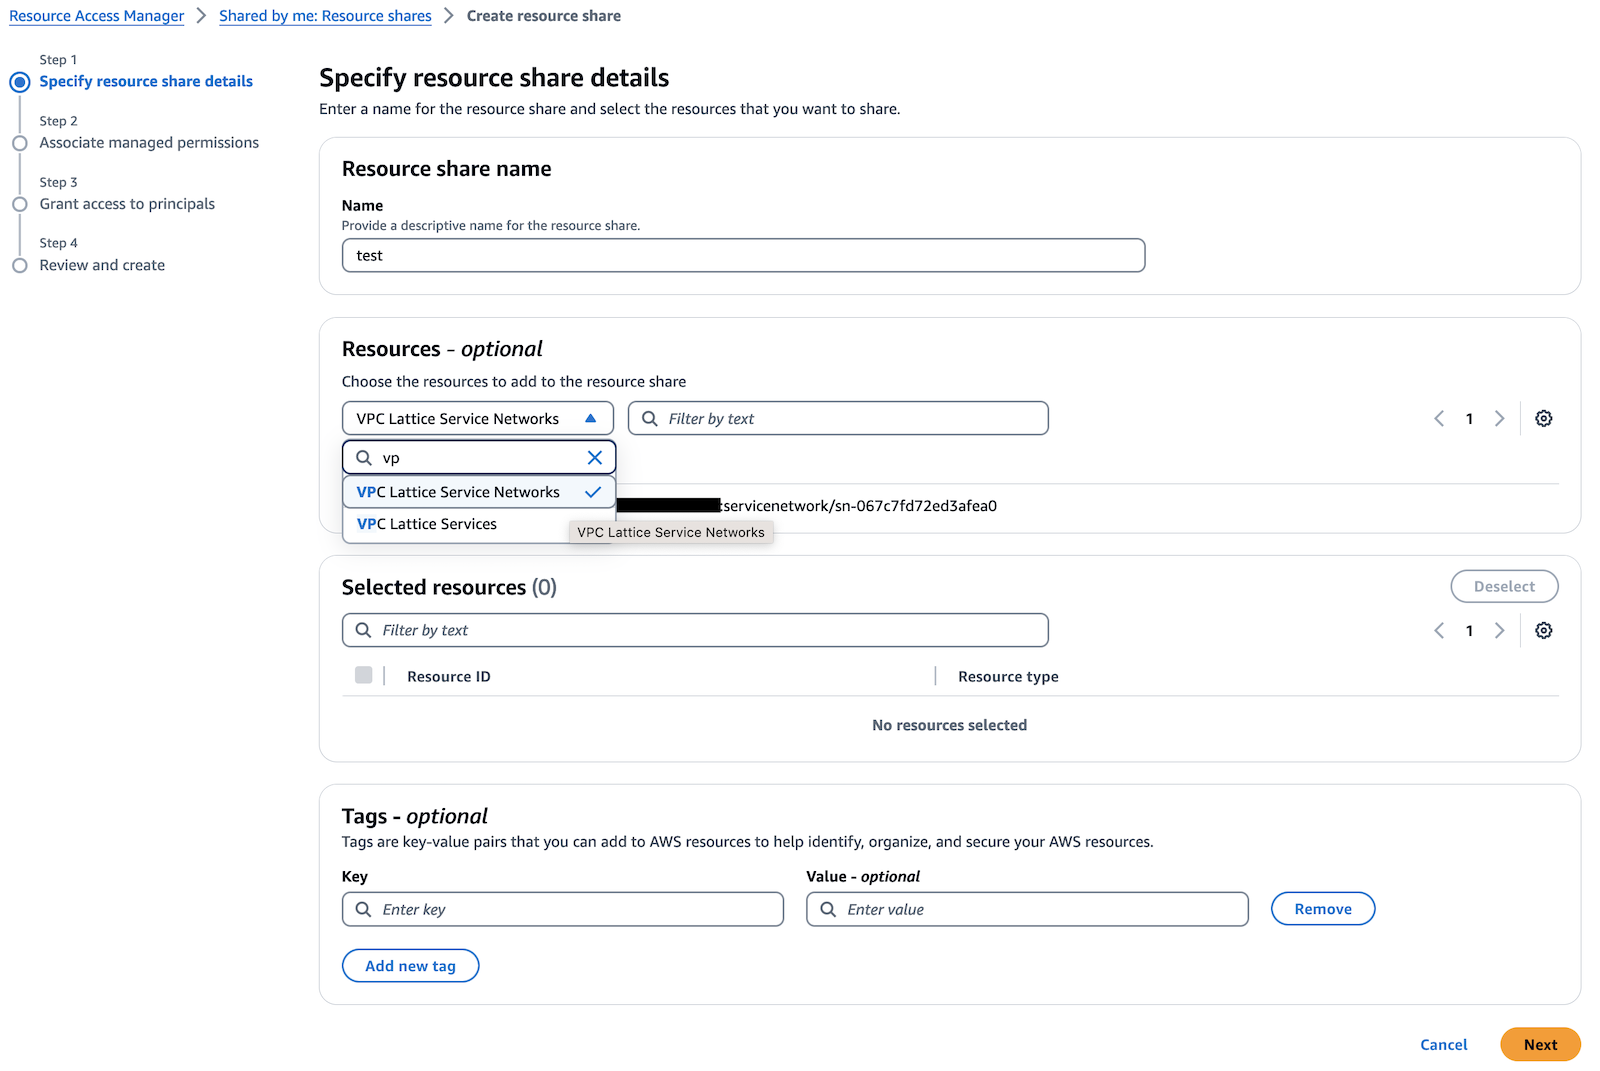 Resource Access Manager > Shared by me: Resource shares > Create resource share
Step 1
Specify resource share details
Step 2
Associate managed permissions
Step 3
Grant access to principals
Step 4
Review and create
Specify resource share details
Enter a name for the resource share and select the resources that you want to share.
Resource share name
Name
Provide a descriptive name for the resource share.
test
Resources - optional
Choose the resources to add to the resource share
VPC Lattice Service Networks
Filter by text
1
vp
VPC Lattice Service Networks
:servicenetwork/sn-067c7fd72ed3afea0
VPC Lattice Services
VPC Lattice Service Networks
Selected resources (0)
Deselect
Filter by text
1
Resource ID
Resource type
No resources selected
Tags - optional
Tags are key-value pairs that you can add to AWS resources to help identify, organize, and secure your AWS resources.
Key
Value - optional
Enter key
Enter value
Remove
Add new tag
Cancel
Next